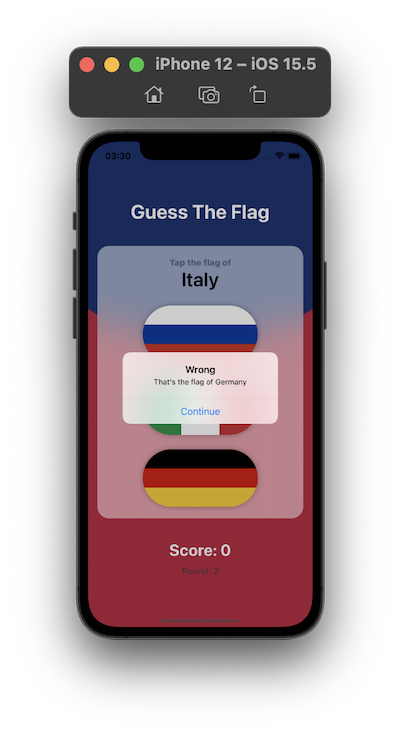 iPhone 12 – iOS 15.5
03:30
Guess The Flag
Tap the flag of
Italy
Wrong
That's the flag of Germany
Continue
Score: 0
Round: 2